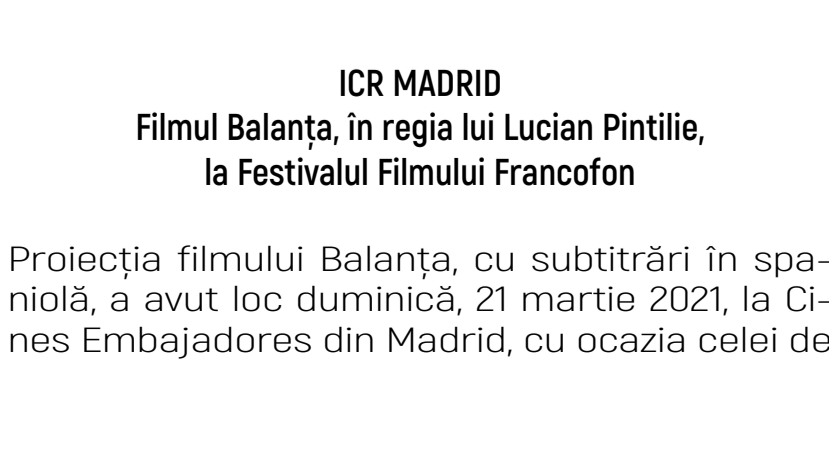 ICR MADRID
Filmul Balanța, în regia lui Lucian Pintilie,
la Festivalul Filmului Francofon
Proiecția filmului Balanța, cu subtitrări în spa-
niolă, a avut loc duminică, 21 martie 2021, la Ci-
nes Embajadores din Madrid, cu ocazia celei de